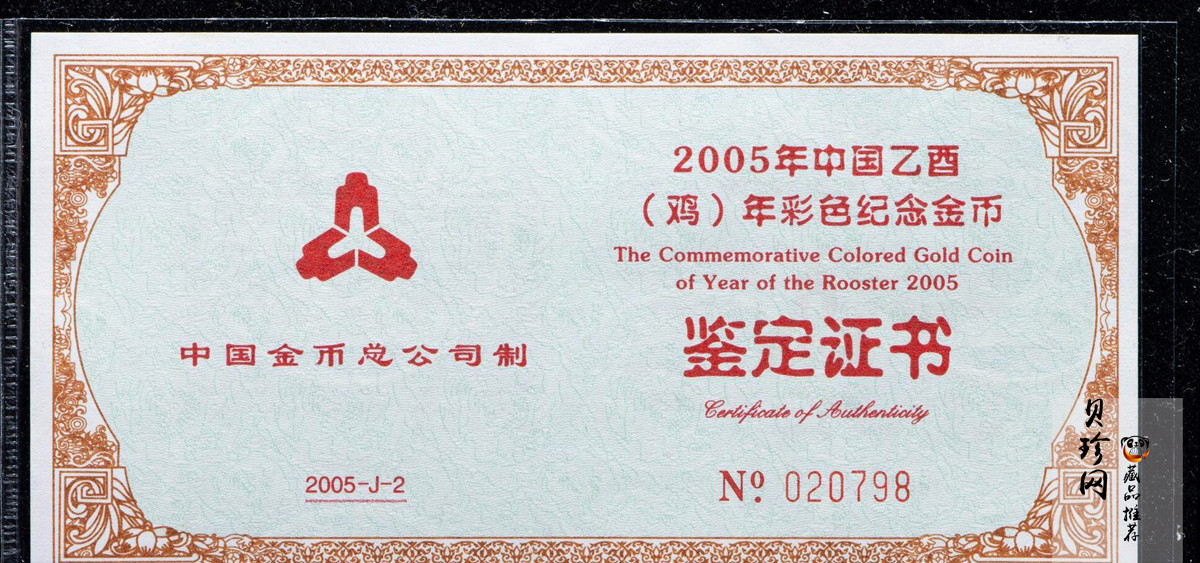 中国金币总公司制
2005-J-2
2005年中国乙酉
（鸡）年彩色纪念金币
The Commemorative Colored Gold Coin
of Year of the Rooster 2005
鉴定证书
Certificate of Authenticity
Nº 020798
贝珍网
藏品推荐